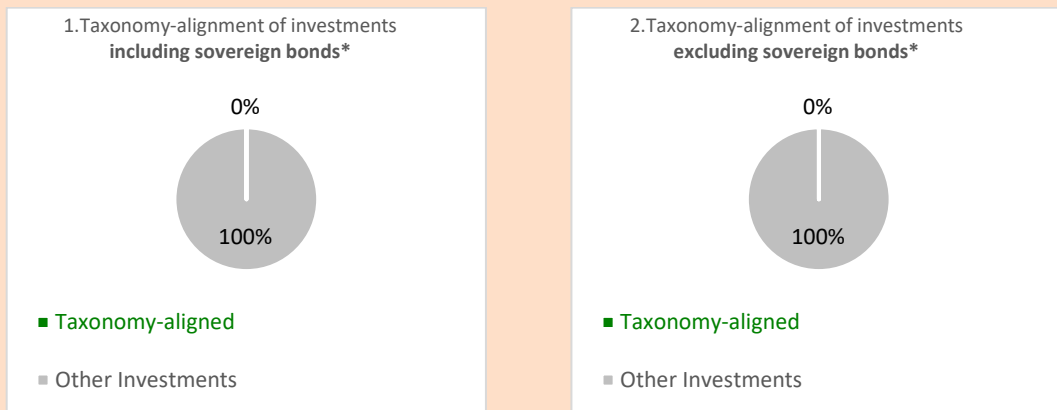 1.Taxonomy-alignment of investments
including sovereign bonds*
0%
100%
Taxonomy-aligned
Other Investments
2.Taxonomy-alignment of investments
excluding sovereign bonds*
0%
100%
Taxonomy-aligned
Other Investments